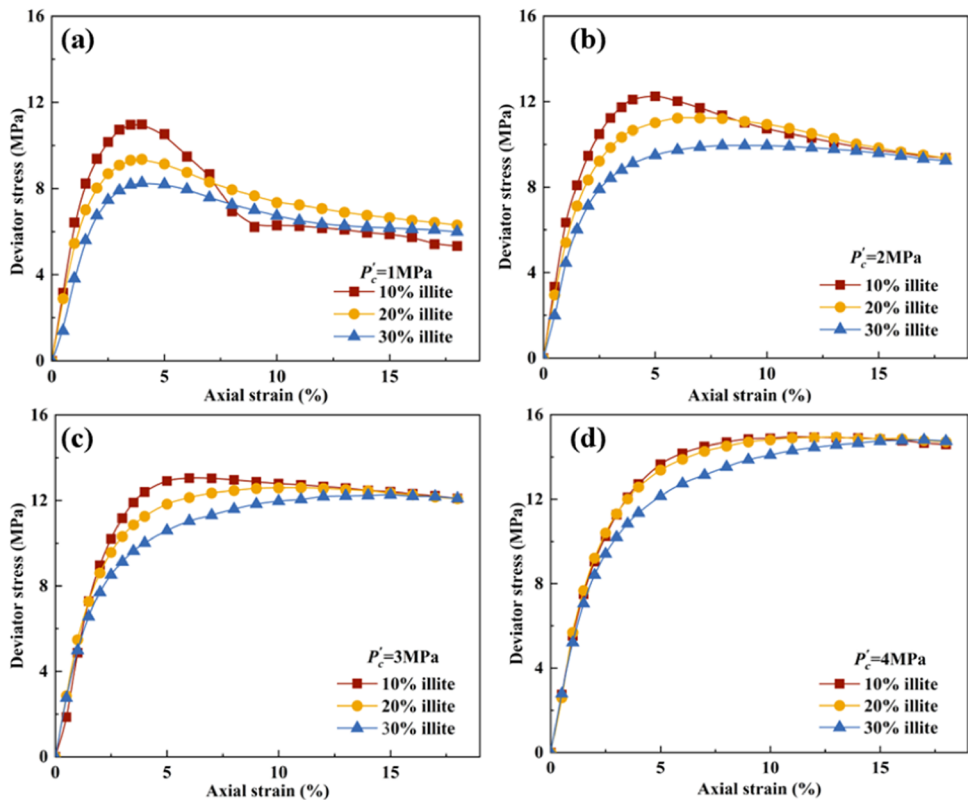 (a)
16
12
8
4
0
Deviator stress (MPa)
P'c=1MPa
10% illite
20% illite
30% illite
0 5 10 15
Axial strain (%)
(b)
16
12
8
4
0
Deviator stress (MPa)
P'c=2MPa
10% illite
20% illite
30% illite
0 5 10 15
Axial strain (%)
(c)
16
12
8
4
0
Deviator stress (MPa)
P'c=3MPa
10% illite
20% illite
30% illite
0 5 10 15
Axial strain (%)
(d)
16
12
8
4
0
Deviator stress (MPa)
P'c=4MPa
10% illite
20% illite
30% illite
0 5 10 15
Axial strain (%)